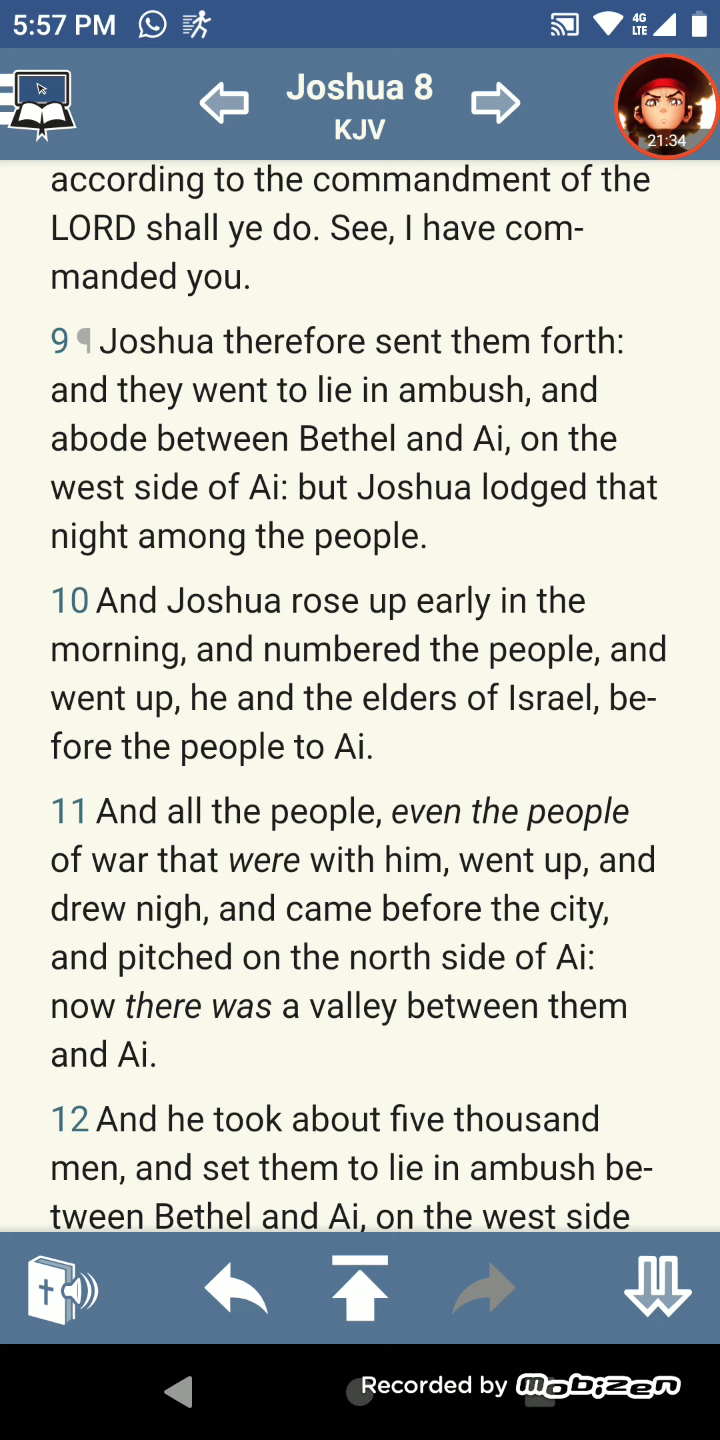 5:57 PM
4G
LTE
Joshua 8
KJV
21:34
according to the commandment of the
LORD shall ye do. See, I have com-
manded you.
9 ¶ Joshua therefore sent them forth:
and they went to lie in ambush, and
abode between Bethel and Ai, on the
west side of Ai: but Joshua lodged that
night among the people.
10 And Joshua rose up early in the
morning, and numbered the people, and
went up, he and the elders of Israel, be-
fore the people to Ai.
11 And all the people, even the people
of war that were with him, went up, and
drew nigh, and came before the city,
and pitched on the north side of Ai:
now there was a valley between them
and Ai.
12 And he took about five thousand
men, and set them to lie in ambush be-
tween Bethel and Ai, on the west side
Recorded by mobizen